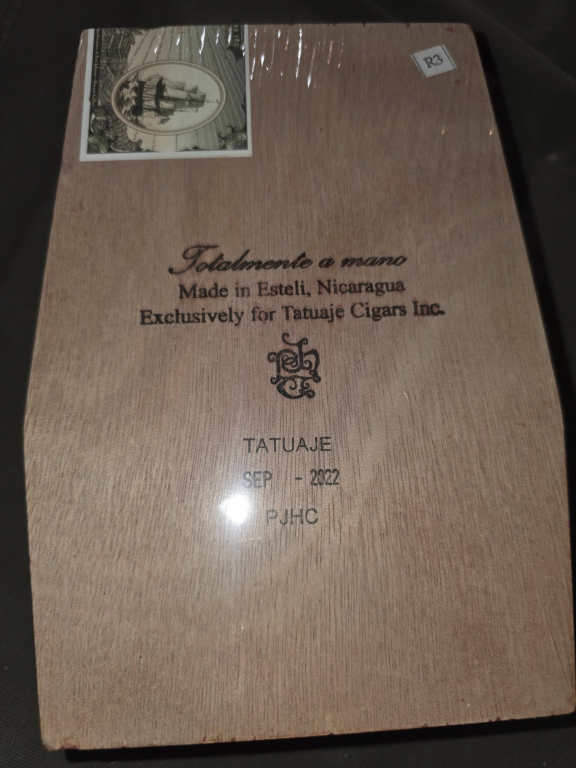 R3
Totalmente a mano
Made in Esteli, Nicaragua
Exclusively for Tatuaje Cigars Inc.
TATUAJE
SEP - 2022
PJHC